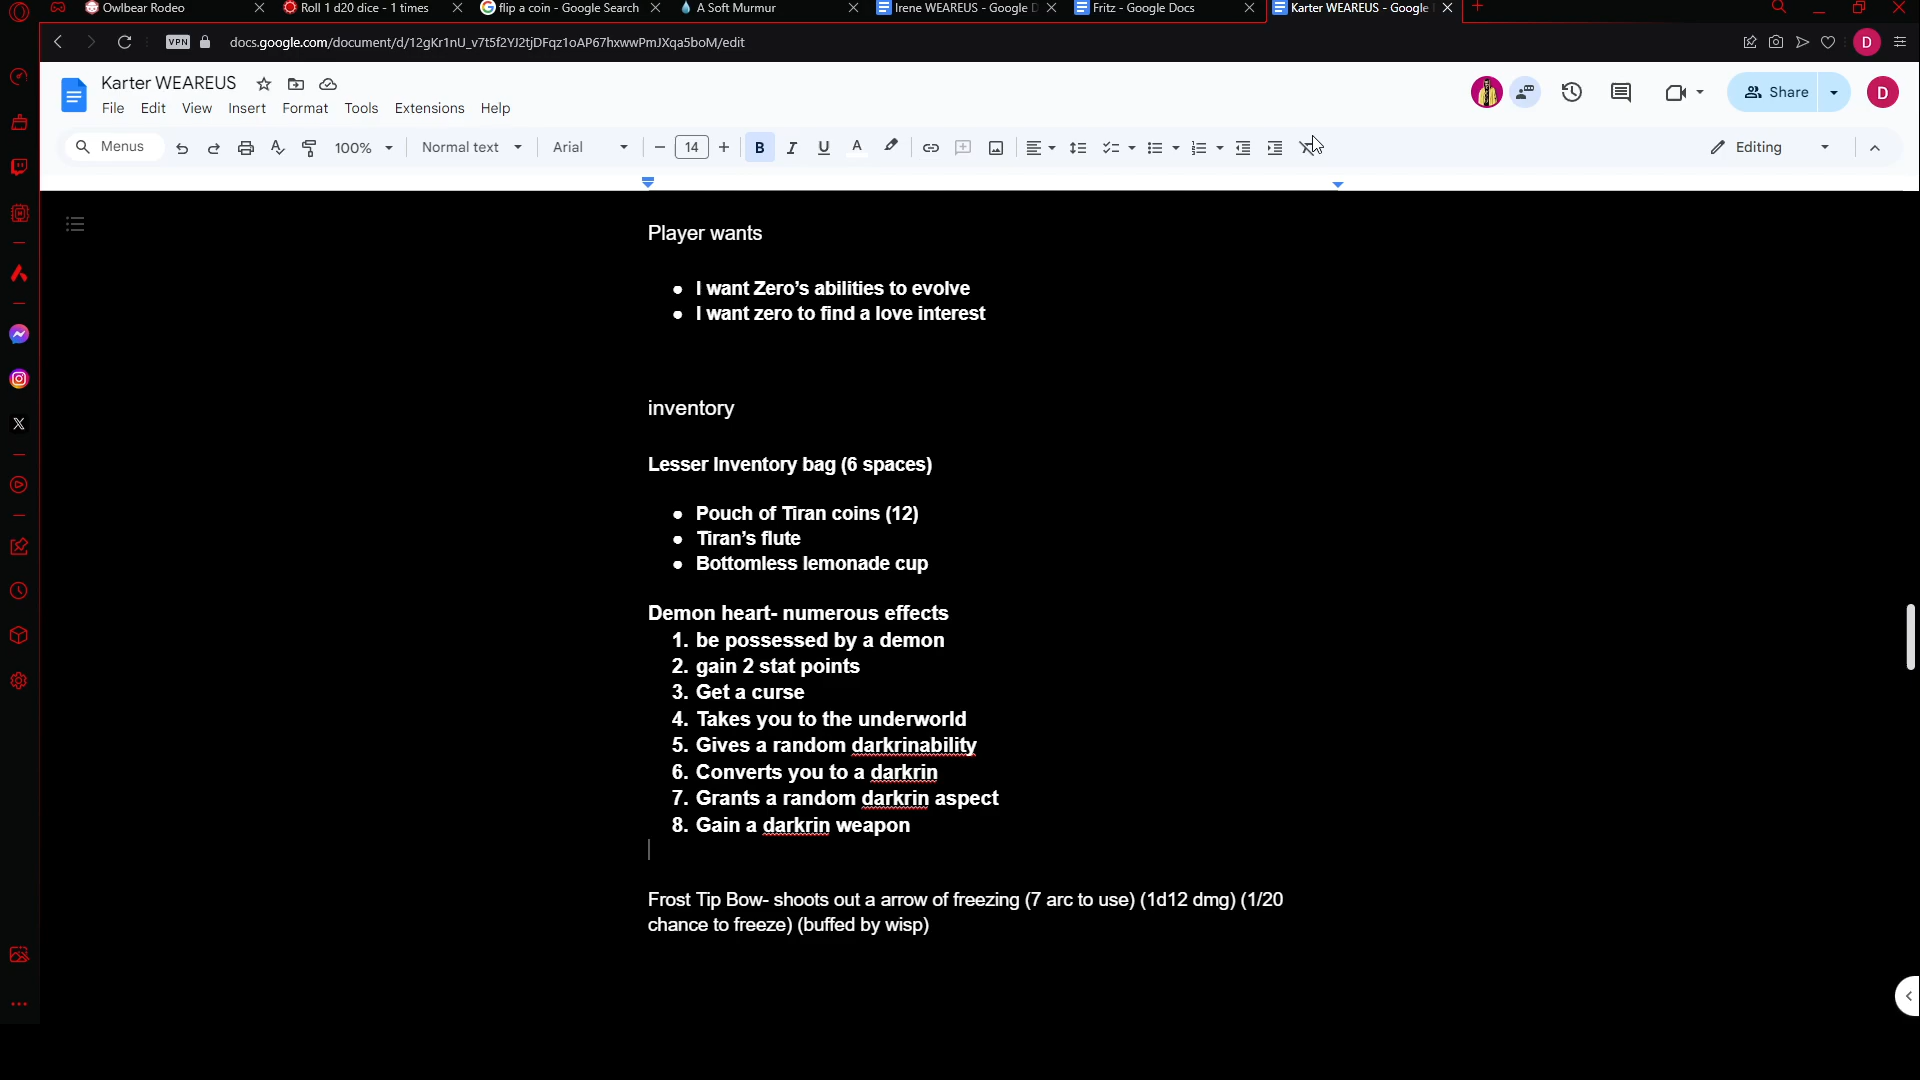 Owlbear Rodeo
Roll 1 d20 dice - 1 times
flip a coin - Google Search
A Soft Murmur
Irene WEAREUS - Google D
Fritz - Google Docs
Karter WEAREUS - Google
VPN
docs.google.com/document/d/12gKr1nU_v7t5f2YJ2tjDFqz1oAP67hxwwPmJXqa5boM/edit
D
Karter WEAREUS
File Edit View Insert Format Tools Extensions Help
Share
D
Menus
100%
Normal text
Arial
14
B I U A
Editing
Player wants
● I want Zero’s abilities to evolve
● I want zero to find a love interest
inventory
Lesser Inventory bag (6 spaces)
● Pouch of Tiran coins (12)
● Tiran’s flute
● Bottomless lemonade cup
Demon heart- numerous effects
1. be possessed by a demon
2. gain 2 stat points
3. Get a curse
4. Takes you to the underworld
5. Gives a random darkrinability
6. Converts you to a darkrin
7. Grants a random darkrin aspect
8. Gain a darkrin weapon
Frost Tip Bow- shoots out a arrow of freezing (7 arc to use) (1d12 dmg) (1/20
chance to freeze) (buffed by wisp)